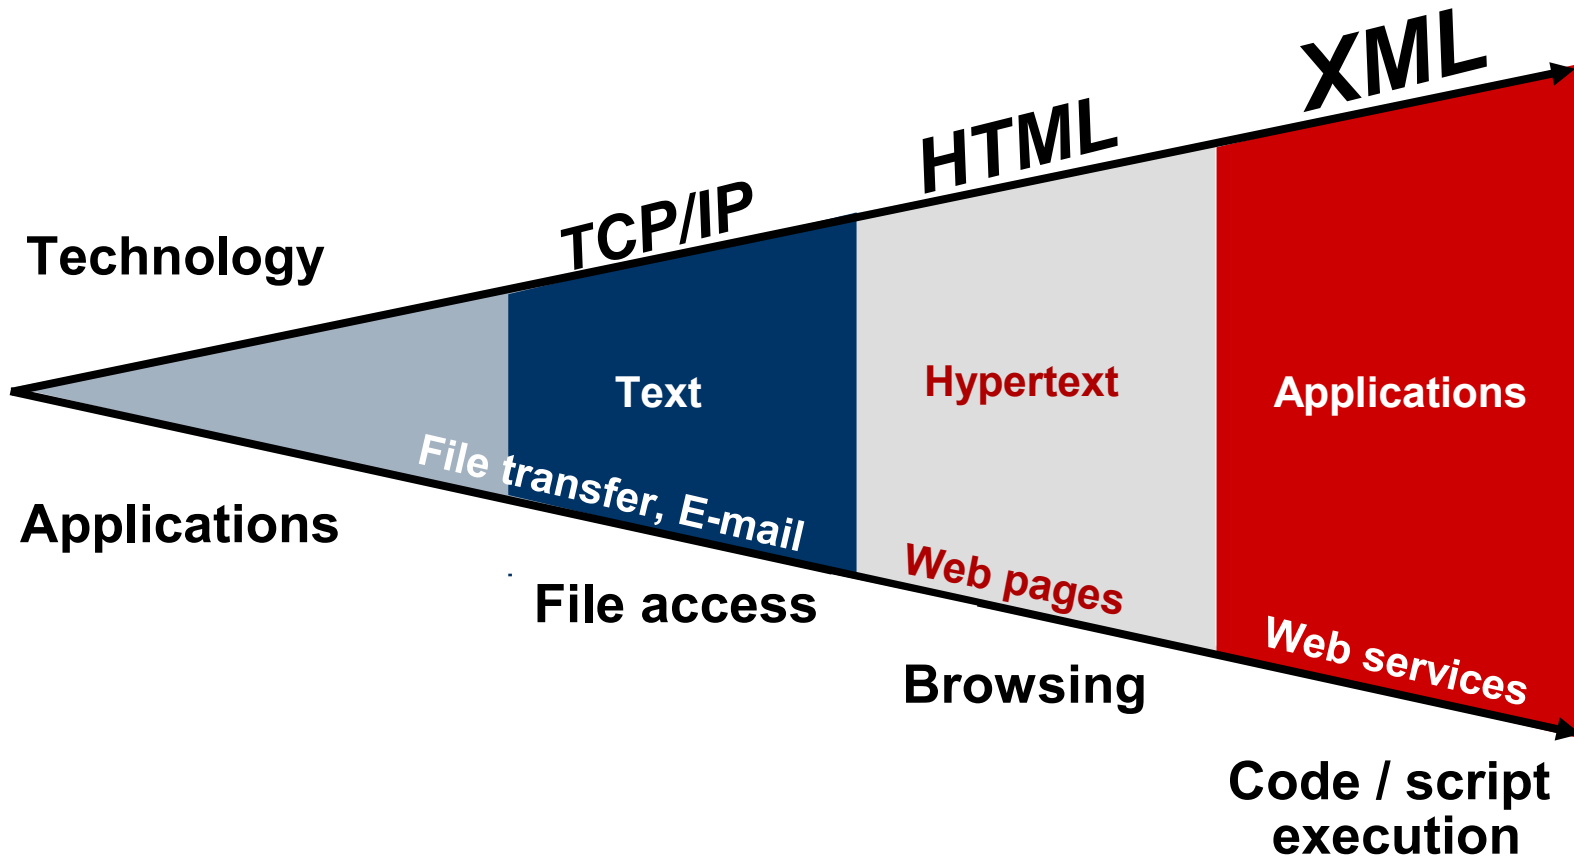 XML
HTML
TCP/IP
Technology
Text
Hypertext
Applications
File transfer, E-mail
Applications
Web pages
File access
Web services
Browsing
Code / script
execution